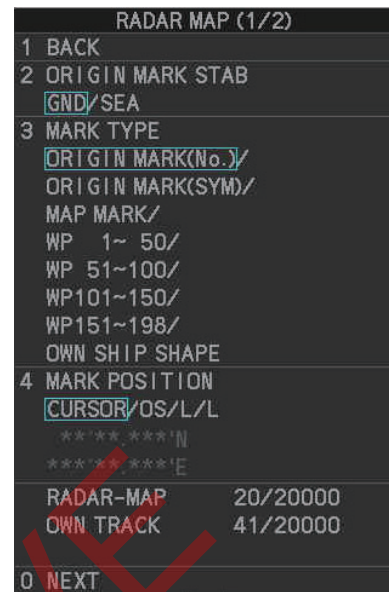 RADAR MAP (1/2)
1 BACK
2 ORIGIN MARK STAB
GND/SEA
3 MARK TYPE
ORIGIN MARK(No.)/
ORIGIN MARK(SYM)/
MAP MARK/
WP 1~ 50/
WP 51~100/
WP101~150/
WP151~198/
OWN SHIP SHAPE
4 MARK POSITION
CURSOR/OS/L/L
**'**.***'N
***'**.***'E
RADAR-MAP 20/20000
OWN TRACK 41/20000
0 NEXT